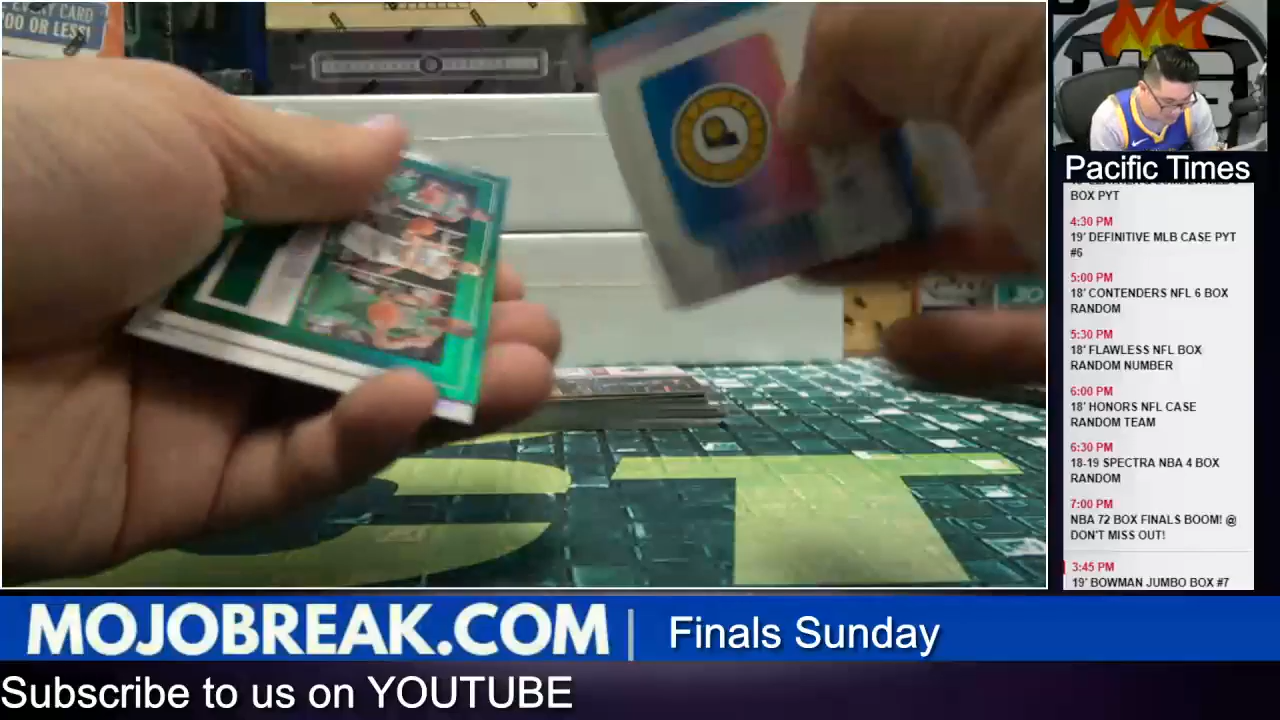 EVERY CARD
OR LESS!
Pacific Times
BOX PYT
4:30 PM
19' DEFINITIVE MLB CASE PYT
#6
5:00 PM
18' CONTENDERS NFL 6 BOX
RANDOM
5:30 PM
18' FLAWLESS NFL BOX
RANDOM NUMBER
6:00 PM
18' HONORS NFL CASE
RANDOM TEAM
6:30 PM
18-19 SPECTRA NBA 4 BOX
RANDOM
7:00 PM
NBA 72 BOX FINALS BOOM! @
DON'T MISS OUT!
3:45 PM
19' BOWMAN JUMBO BOX #7
MOJOBREAK.COM | Finals Sunday
Subscribe to us on YOUTUBE